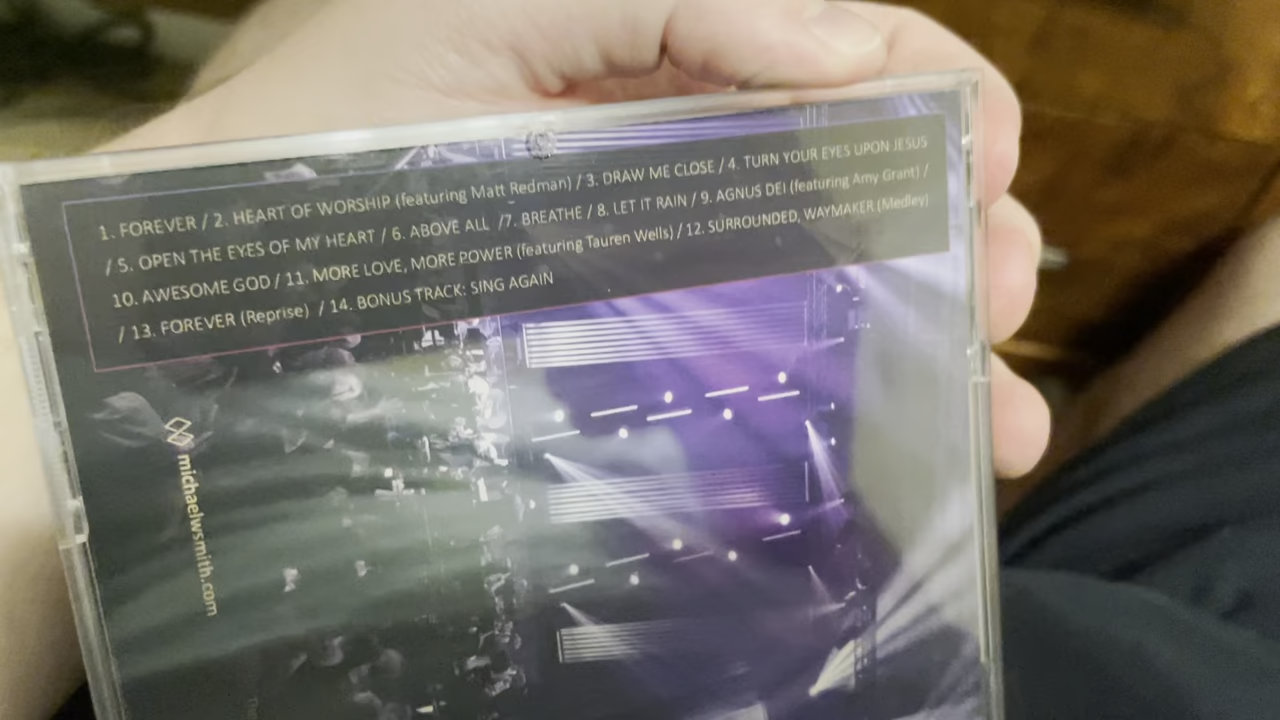 1. FOREVER / 2. HEART OF WORSHIP (featuring Matt Redman) / 3. DRAW ME CLOSE / 4. TURN YOUR EYES UPON JESUS
/ 5. OPEN THE EYES OF MY HEART / 6. ABOVE ALL /7. BREATHE / 8. LET IT RAIN / 9. AGNUS DEI (featuring Amy Grant) /
10. AWESOME GOD / 11. MORE LOVE, MORE POWER (featuring Tauren Wells) / 12. SURROUNDED, WAYMAKER (Medley)
/ 13. FOREVER (Reprise) / 14. BONUS TRACK: SING AGAIN
michaelwsmith.com